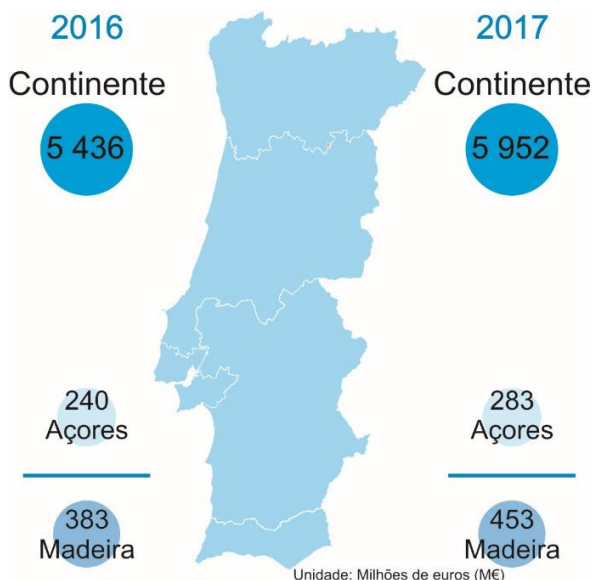 2016
Continente
5 436
240
Açores
383
Madeira
2017
Continente
5 952
283
Açores
453
Madeira
Unidade: Milhões de euros (M€)